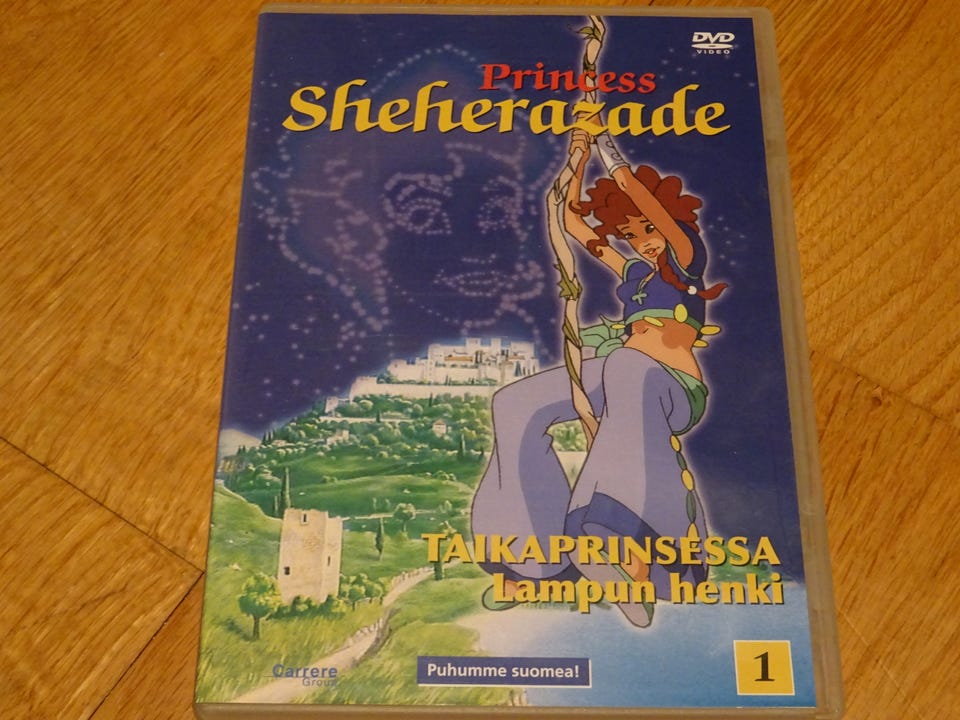 DVD
VIDEO
Princess
Sheherazade
TAIKAPRINSESSA
Lampun henki
Carrere
Group
Puhumme suomea!
1